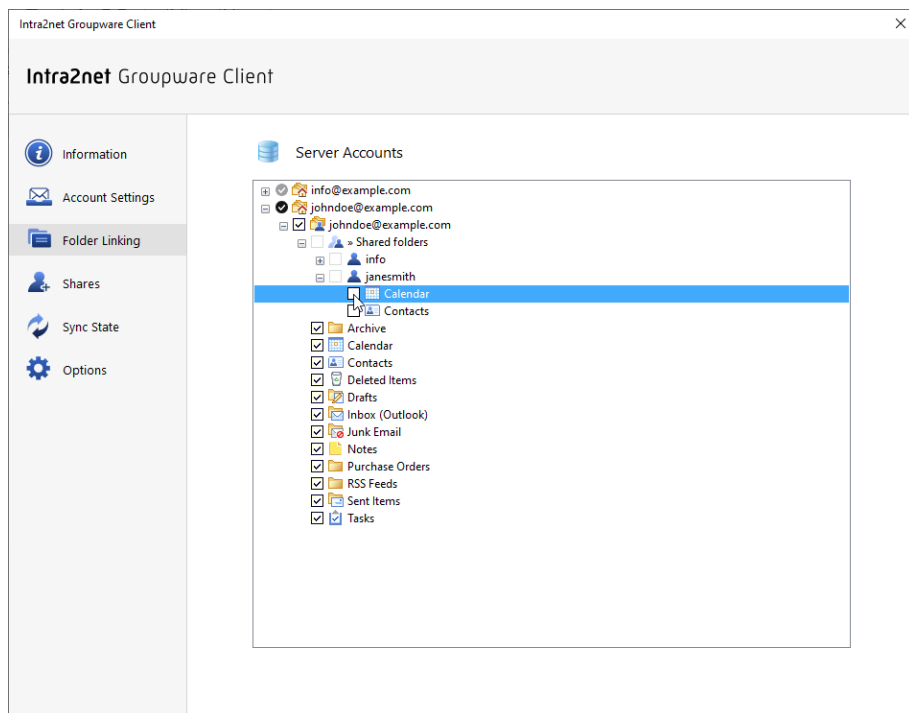 Intra2net Groupware Client
Intra2net Groupware Client
Information
Account Settings
Folder Linking
Shares
Sync State
Options
Server Accounts
info@example.com
johndoe@example.com
johndoe@example.com
» Shared folders
info
janesmith
Calendar
Contacts
Archive
Calendar
Contacts
Deleted Items
Drafts
Inbox (Outlook)
Junk Email
Notes
Purchase Orders
RSS Feeds
Sent Items
Tasks